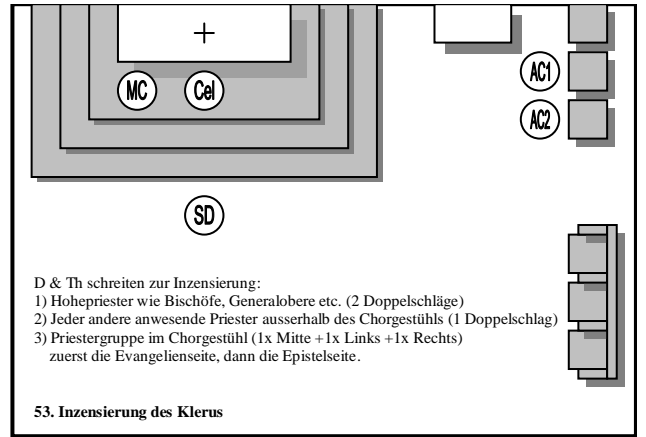 MC
Cel
AC1
AC2
SD
D & Th schreiten zur Inzensierung:
1) Hohepriester wie Bischöfe, Generalobere etc. (2 Doppelschläge)
2) Jeder andere anwesende Priester ausserhalb des Chorgestühls (1 Doppelschlag)
3) Priestergruppe im Chorgestühl (1x Mitte +1x Links +1x Rechts)
zuerst die Evangelienseite, dann die Epistelseite.
53. Inzensierung des Klerus